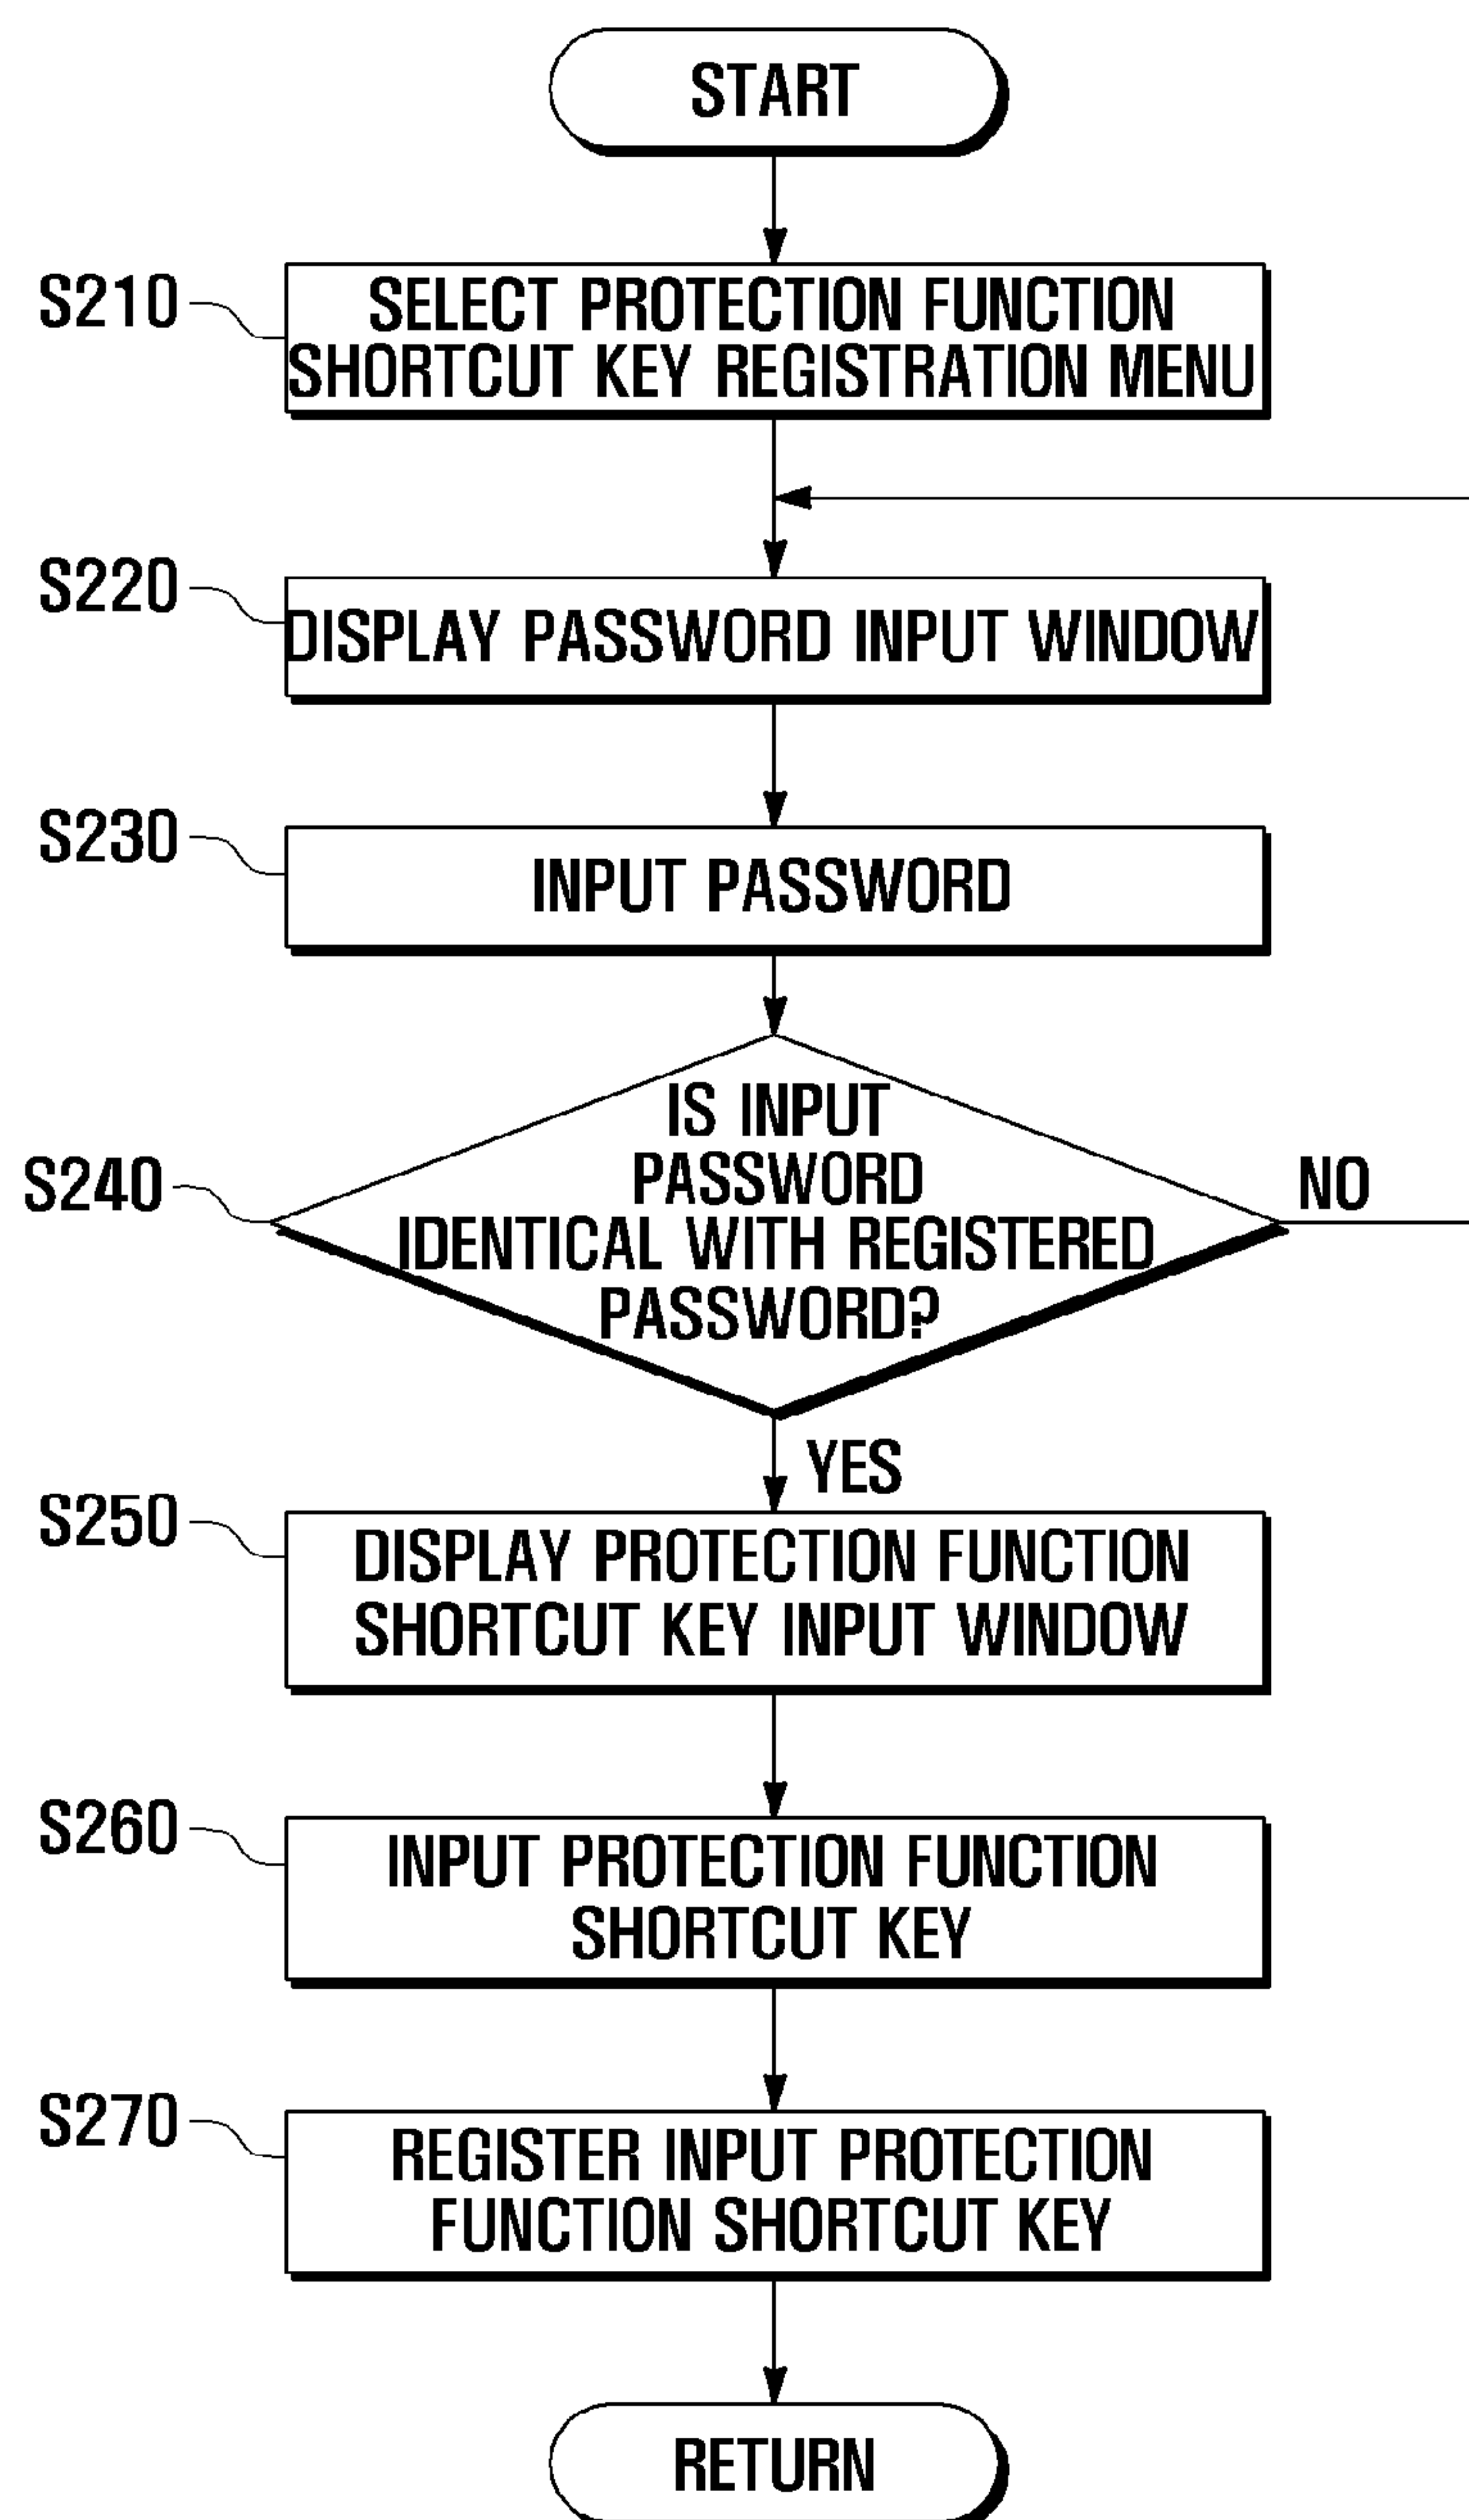 START
S210
SELECT PROTECTION FUNCTION
SHORTCUT KEY REGISTRATION MENU
S220
DISPLAY PASSWORD INPUT WINDOW
S230
INPUT PASSWORD
IS INPUT
PASSWORD
S240
IDENTICAL WITH REGISTERED
PASSWORD?
NO
YES
S250
DISPLAY PROTECTION FUNCTION
SHORTCUT KEY INPUT WINDOW
S260
INPUT PROTECTION FUNCTION
SHORTCUT KEY
S270
REGISTER INPUT PROTECTION
FUNCTION SHORTCUT KEY
RETURN